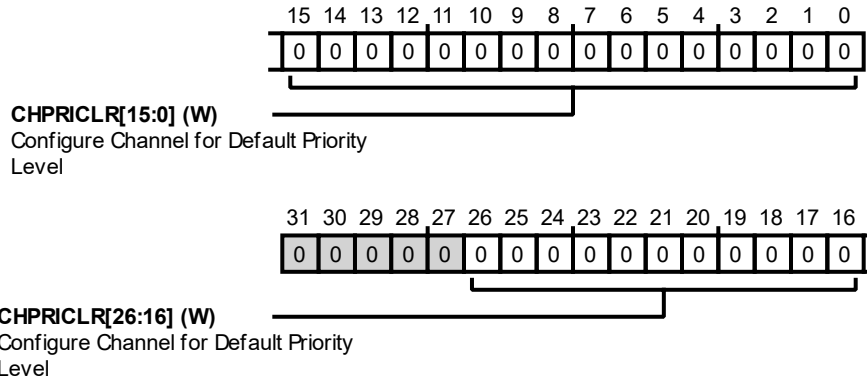 15 14 13 12 11 10 9 8 7 6 5 4 3 2 1 0
0 0 0 0 0 0 0 0 0 0 0 0 0 0 0 0
CHPRICLR[15:0] (W)
Configure Channel for Default Priority
Level
31 30 29 28 27 26 25 24 23 22 21 20 19 18 17 16
0 0 0 0 0 0 0 0 0 0 0 0 0 0 0 0
CHPRICLR[26:16] (W)
Configure Channel for Default Priority
Level